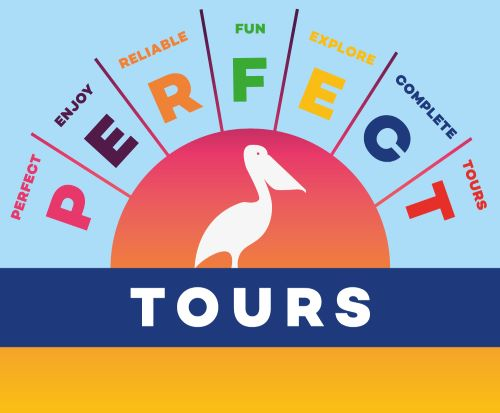 PERFECT ENJOY RELIABLE FUN EXPLORE COMPLETE TOURS
PERFECT
TOURS